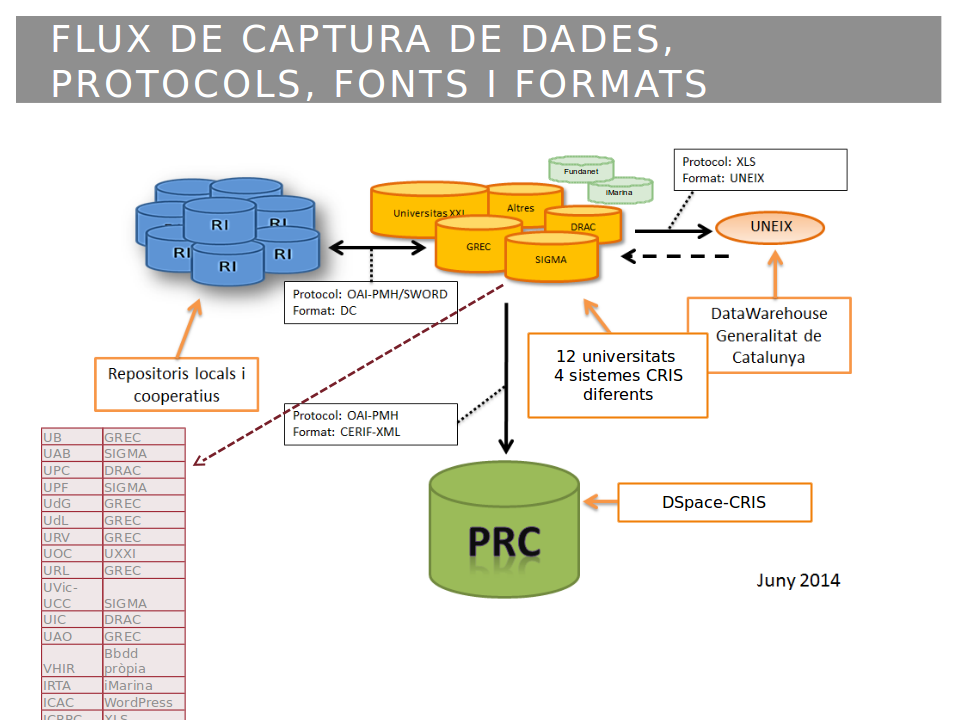 FLUX DE CAPTURA DE DADES,
PROTOCOLS, FONTS I FORMATS
Fundanet
iMarina
Protocol: XLS
Format: UNEIX
Universitas XXI
Altres
DRAC
GREC
SIGMA
UNEIX
RI
RI
RI
RI
RI
Protocol: OAI-PMH/SWORD
Format: DC
DataWarehouse
Generalitat de
Catalunya
12 universitats
4 sistemes CRIS
diferents
Repositoris locals i
cooperatius
Protocol: OAI-PMH
Format: CERIF-XML
UB GREC
UAB SIGMA
UPC DRAC
UPF SIGMA
UdG GREC
UdL GREC
URV GREC
UOC UXXI
URL GREC
UVic-
UCC SIGMA
UIC DRAC
UAO GREC
Bbdd
VHIR pròpia
IRTA iMarina
ICAC WordPress
XLS
PRC
DSpace-CRIS
Juny 2014